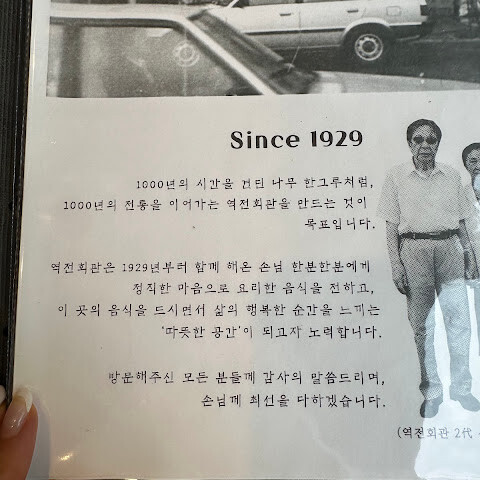 Since 1929
1000년의 시간을 견딘 나무 한그루처럼,
1000년의 전통을 이어가는 역전회관을 만드는 것이
목표입니다.
역전회관은 1929년부터 함께 해온 손님 한분한분에게
정직한 마음으로 요리한 음식을 전하고,
이 곳의 음식을 드시면서 삶의 행복한 순간을 느끼는
'따뜻한 공간'이 되고자 노력합니다.
방문해주신 모든 분들께 감사의 말씀드리며,
손님께 최선을 다하겠습니다.
(역전회관 2代